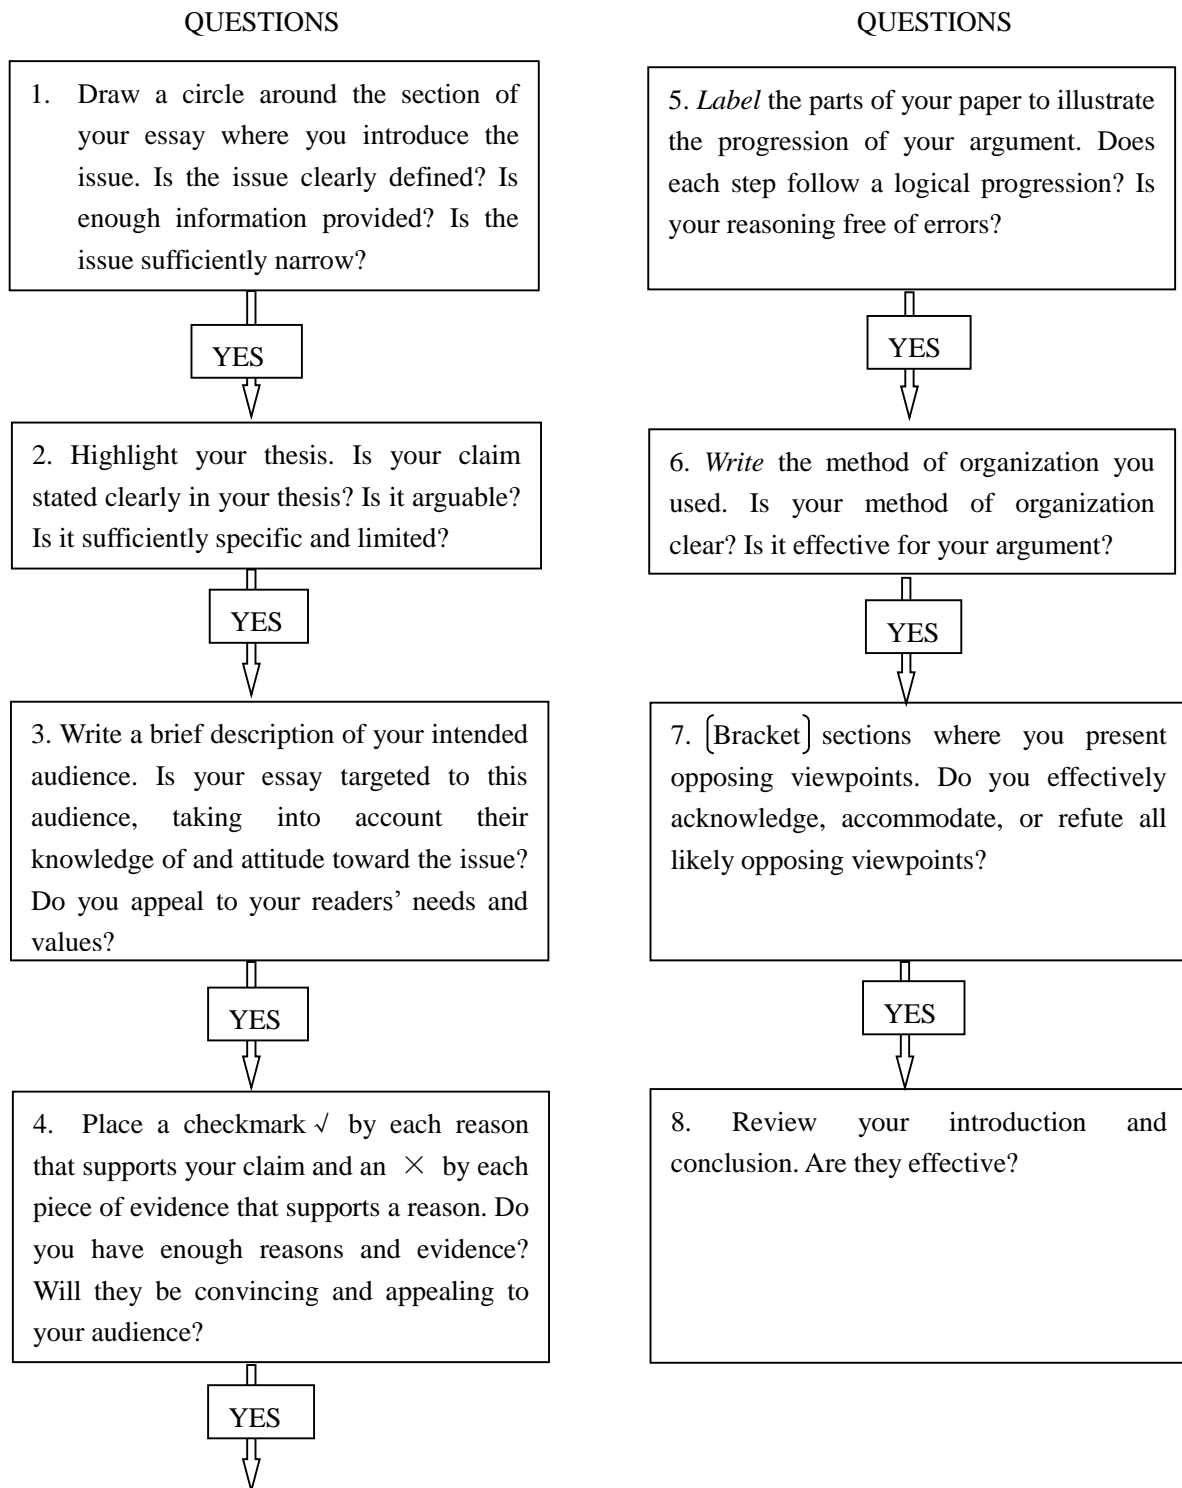 QUESTIONS
1. Draw a circle around the section of
your essay where you introduce the
issue. Is the issue clearly defined? Is
enough information provided? Is the
issue sufficiently narrow?
YES
2. Highlight your thesis. Is your claim
stated clearly in your thesis? Is it arguable?
Is it sufficiently specific and limited?
YES
3. Write a brief description of your intended
audience. Is your essay targeted to this
audience, taking into account their
knowledge of and attitude toward the issue?
Do you appeal to your readers’ needs and
values?
YES
4. Place a checkmark √ by each reason
that supports your claim and an × by each
piece of evidence that supports a reason. Do
you have enough reasons and evidence?
Will they be convincing and appealing to
your audience?
YES
QUESTIONS
5. Label the parts of your paper to illustrate
the progression of your argument. Does
each step follow a logical progression? Is
your reasoning free of errors?
YES
6. Write the method of organization you
used. Is your method of organization
clear? Is it effective for your argument?
YES
7. [Bracket] sections where you present
opposing viewpoints. Do you effectively
acknowledge, accommodate, or refute all
likely opposing viewpoints?
YES
8. Review your introduction and
conclusion. Are they effective?